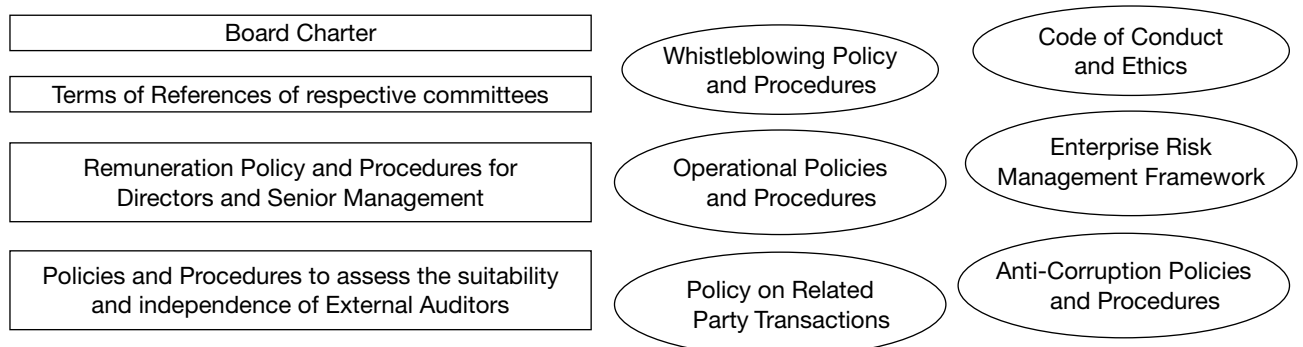 Board Charter
Terms of References of respective committees
Remuneration Policy and Procedures for
Directors and Senior Management
Policies and Procedures to assess the suitability
and independence of External Auditors
Whistleblowing Policy
and Procedures
Operational Policies
and Procedures
Policy on Related
Party Transactions
Code of Conduct
and Ethics
Enterprise Risk
Management Framework
Anti-Corruption Policies
and Procedures